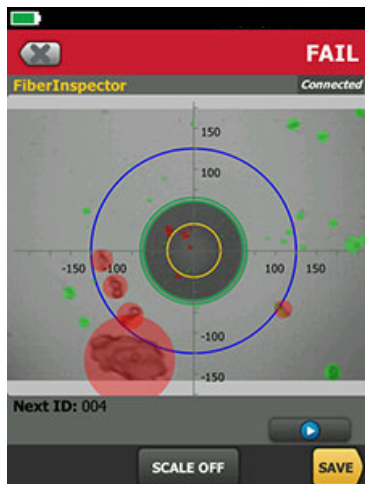 FAIL
FiberInspector Connected
150
100
-150 -100 100 150
-100
-150
Next ID: 004
SCALE OFF SAVE